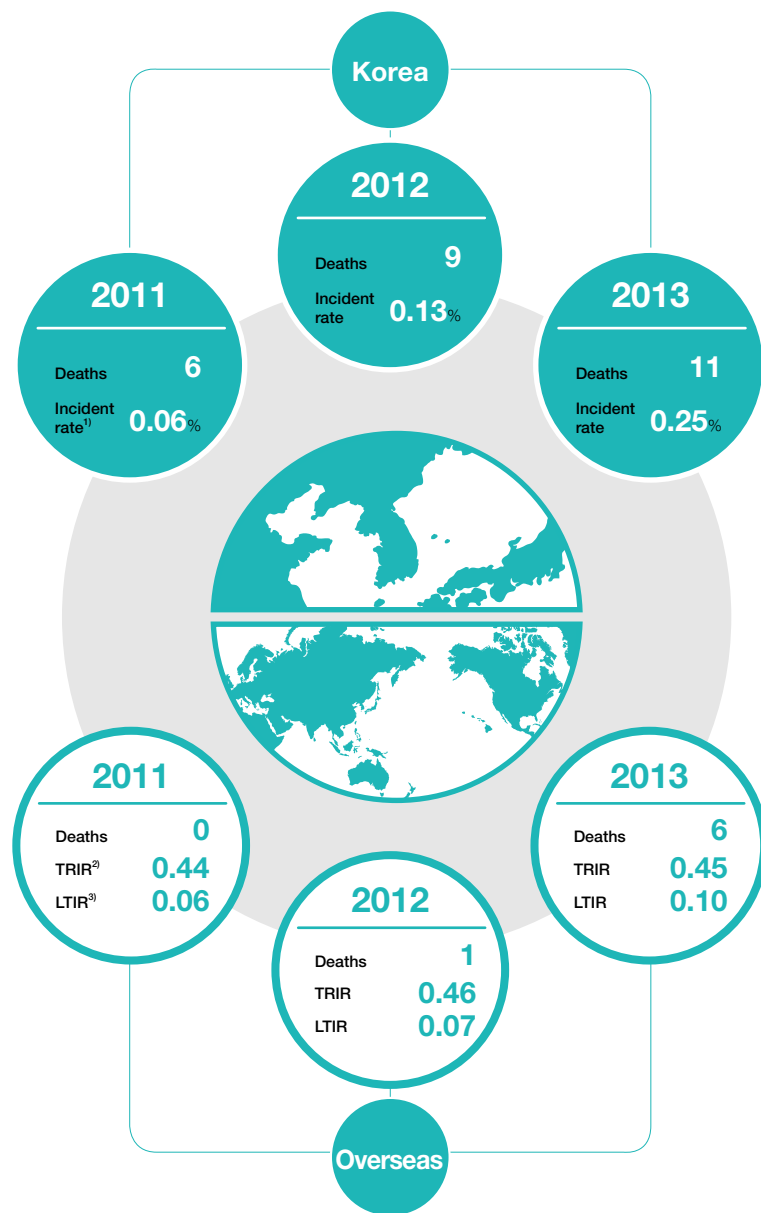 Korea
2011
Deaths 6
Incident
rate1) 0.06%
2012
Deaths 9
Incident
rate 0.13%
2013
Deaths 11
Incident
rate 0.25%
2011
Deaths 0
TRIR2) 0.44
LTIR3) 0.06
2012
Deaths 1
TRIR 0.46
LTIR 0.07
2013
Deaths 6
TRIR 0.45
LTIR 0.10
Overseas